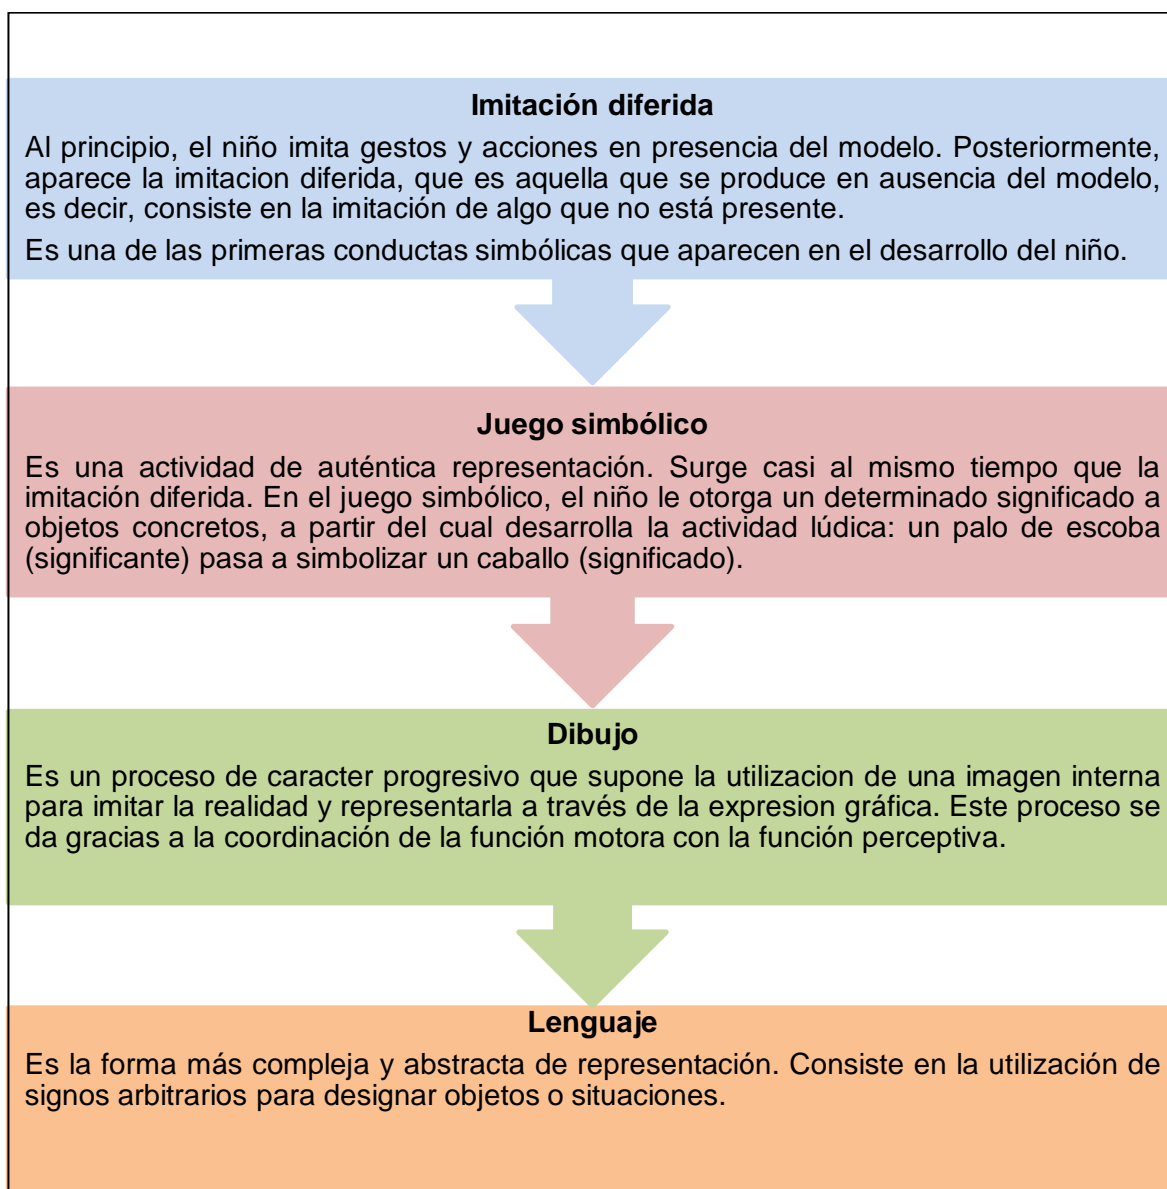 Imitación diferida
Al principio, el niño imita gestos y acciones en presencia del modelo. Posteriormente,
aparece la imitacion diferida, que es aquella que se produce en ausencia del modelo,
es decir, consiste en la imitación de algo que no está presente.
Es una de las primeras conductas simbólicas que aparecen en el desarrollo del niño.
Juego simbólico
Es una actividad de auténtica representación. Surge casi al mismo tiempo que la
imitación diferida. En el juego simbólico, el niño le otorga un determinado significado a
objetos concretos, a partir del cual desarrolla la actividad lúdica: un palo de escoba
(significante) pasa a simbolizar un caballo (significado).
Dibujo
Es un proceso de caracter progresivo que supone la utilizacion de una imagen interna
para imitar la realidad y representarla a través de la expresion gráfica. Este proceso se
da gracias a la coordinación de la función motora con la función perceptiva.
Lenguaje
Es la forma más compleja y abstracta de representación. Consiste en la utilización de
signos arbitrarios para designar objetos o situaciones.